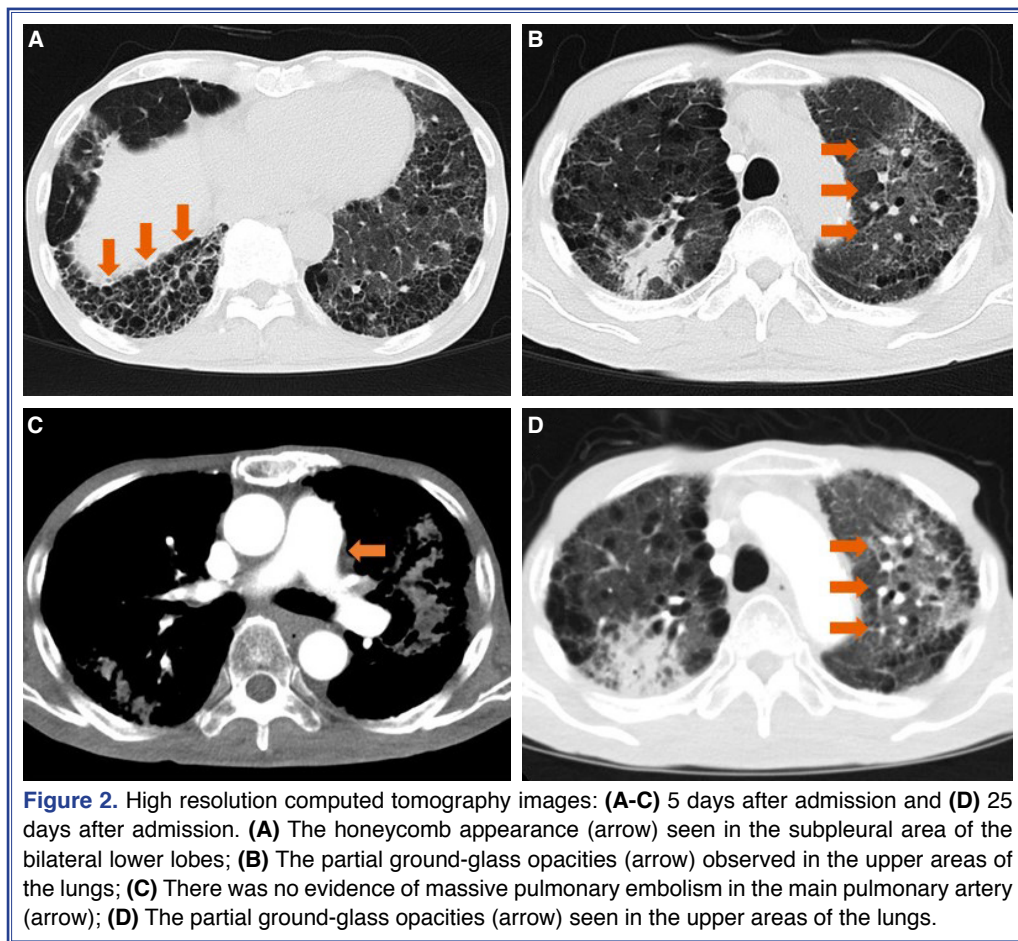 A
B
C
D
Figure 2. High resolution computed tomography images: (A-C) 5 days after admission and (D) 25
days after admission. (A) The honeycomb appearance (arrow) seen in the subpleural area of the
bilateral lower lobes; (B) The partial ground-glass opacities (arrow) observed in the upper areas of
the lungs; (C) There was no evidence of massive pulmonary embolism in the main pulmonary artery
(arrow); (D) The partial ground-glass opacities (arrow) seen in the upper areas of the lungs.